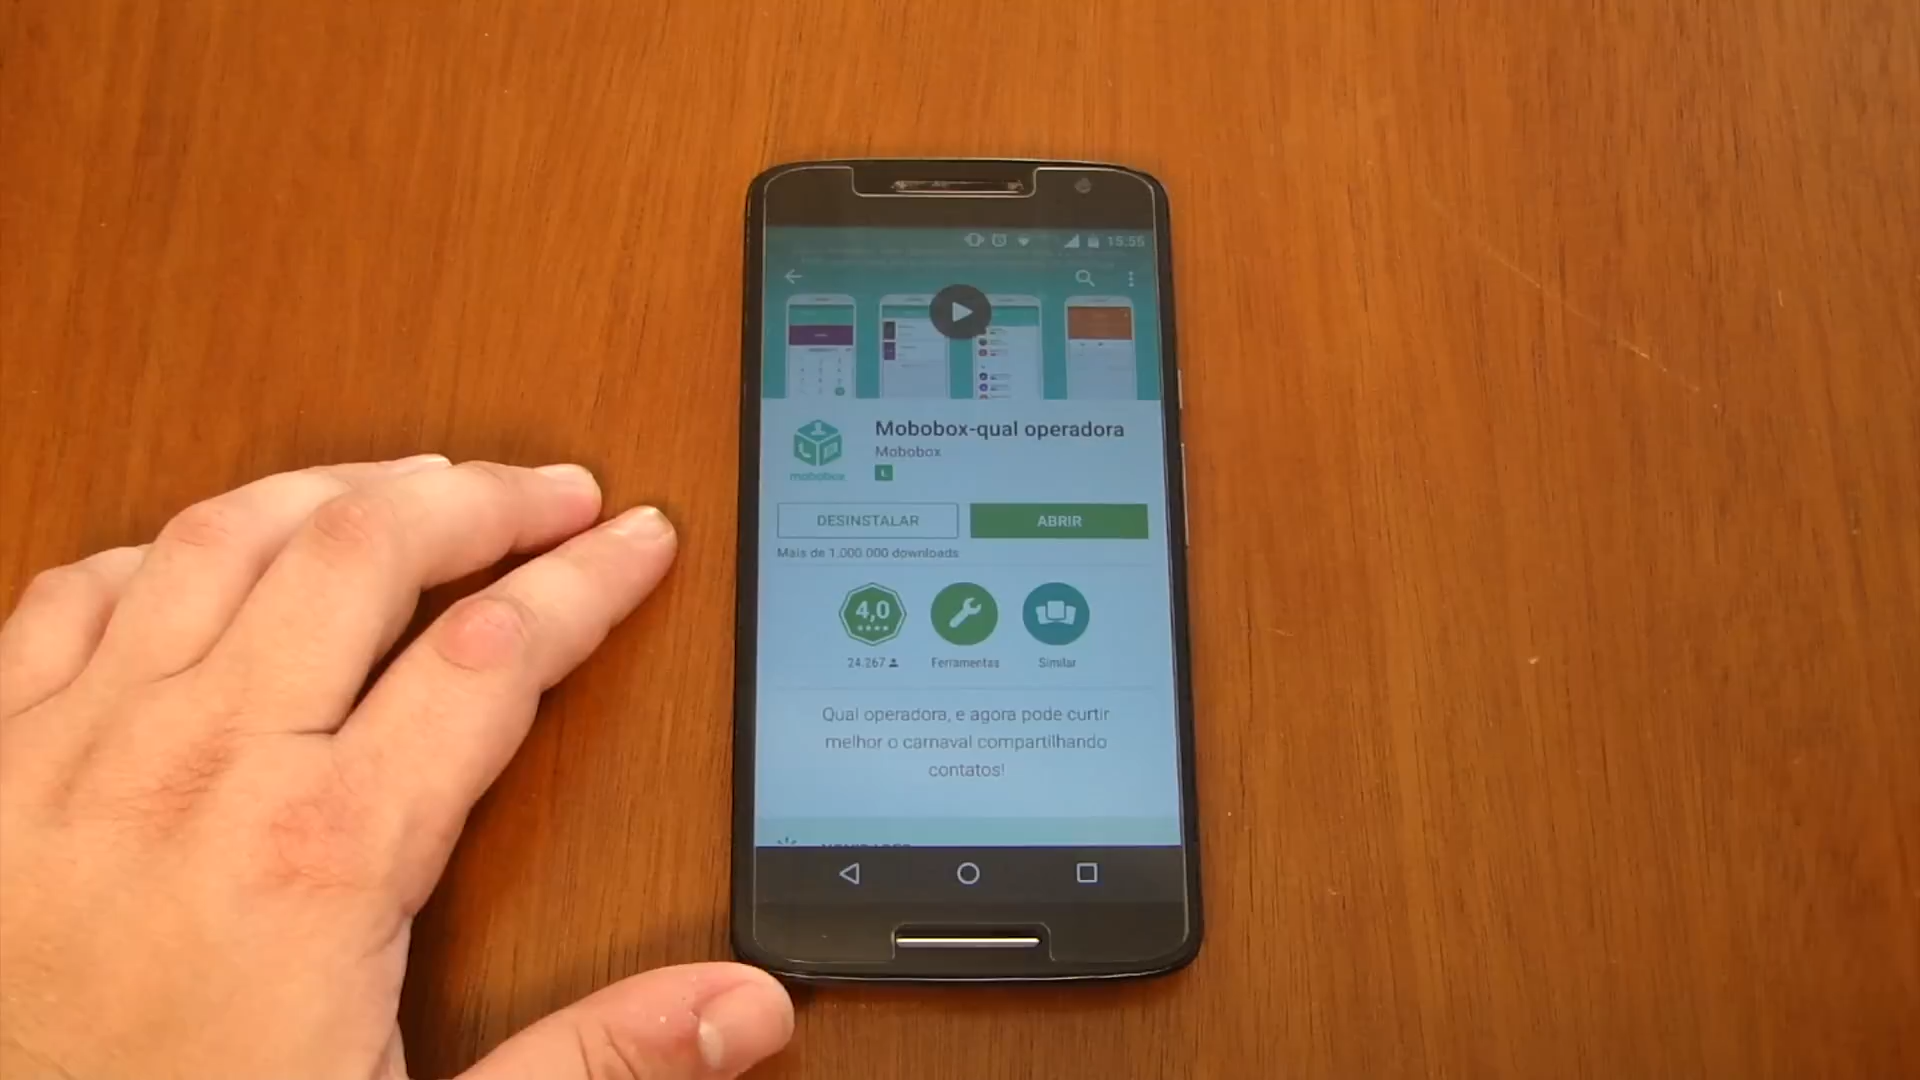 15:55
Mobobox-qual operadora
Mobobox
mobobox
DESINSTALAR
ABRIR
Mais de 1.000.000 downloads
4,0
24.267
Ferramentas
Similar
Qual operadora, e agora pode curtir
melhor o carnaval compartilhando
contatos!